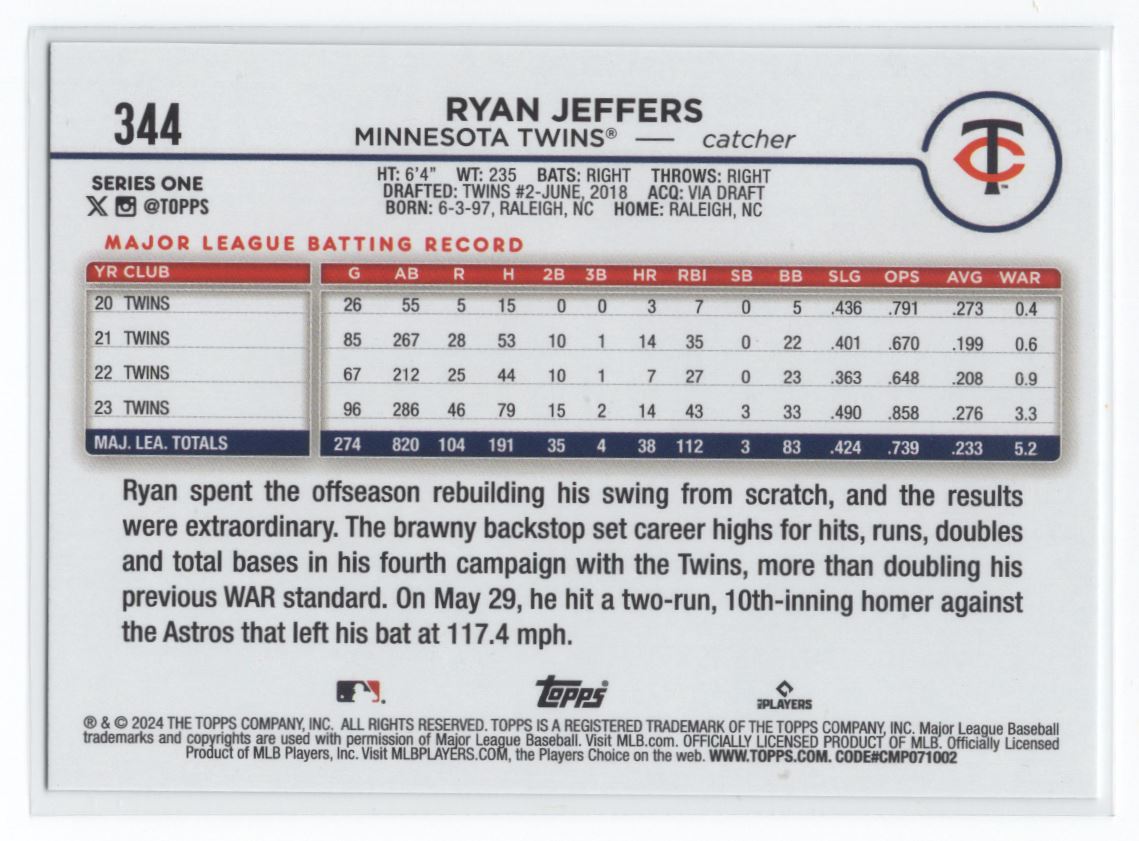 344
RYAN JEFFERS
MINNESOTA TWINS® — catcher
TC
™
SERIES ONE
@TOPPS
HT: 6'4" WT: 235 BATS: RIGHT THROWS: RIGHT
DRAFTED: TWINS #2-JUNE, 2018 ACQ: VIA DRAFT
BORN: 6-3-97, RALEIGH, NC HOME: RALEIGH, NC
MAJOR LEAGUE BATTING RECORD
YR CLUB G AB R H 2B 3B HR RBI SB BB SLG OPS AVG WAR
20 TWINS 26 55 5 15 0 0 3 7 0 5 .436 .791 .273 0.4
21 TWINS 85 267 28 53 10 1 14 35 0 22 .401 .670 .199 0.6
22 TWINS 67 212 25 44 10 1 7 27 0 23 .363 .648 .208 0.9
23 TWINS 96 286 46 79 15 2 14 43 3 33 .490 .858 .276 3.3
MAJ. LEA. TOTALS 274 820 104 191 35 4 38 112 3 83 .424 .739 .233 5.2
Ryan spent the offseason rebuilding his swing from scratch, and the results
were extraordinary. The brawny backstop set career highs for hits, runs, doubles
and total bases in his fourth campaign with the Twins, more than doubling his
previous WAR standard. On May 29, he hit a two-run, 10th-inning homer against
the Astros that left his bat at 117.4 mph.
Topps®
PLAYERS
® & © 2024 THE TOPPS COMPANY, INC. ALL RIGHTS RESERVED. TOPPS IS A REGISTERED TRADEMARK OF THE TOPPS COMPANY, INC. Major League Baseball
trademarks and copyrights are used with permission of Major League Baseball. Visit MLB.com. OFFICIALLY LICENSED PRODUCT OF MLB. Officially Licensed
Product of MLB Players, Inc. Visit MLBPLAYERS.COM, the Players Choice on the web. WWW.TOPPS.COM. CODE#CMP071002